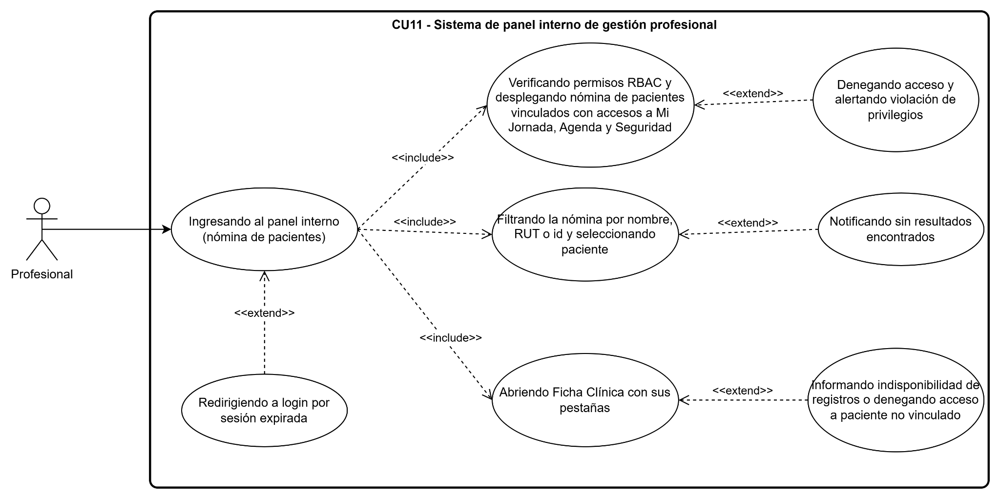 CU11 - Sistema de panel interno de gestión profesional
Verificando permisos RBAC y
desplegando nómina de pacientes
vinculados con accesos a Mi
Jornada, Agenda y Seguridad
<<extend>>
Denegando acceso y
alertando violación de
privilegios
<<include>>
Ingresando al panel interno
(nómina de pacientes)
<<include>>
Filtrando la nómina por nombre,
RUT o id y seleccionando
paciente
<<extend>>
Notificando sin resultados
encontrados
Profesional
<<extend>>
<<include>>
Redirigiendo a login por
sesión expirada
Abriendo Ficha Clínica con sus
pestañas
<<extend>>
Informando indisponibilidad de
registros o denegando acceso
a paciente no vinculado